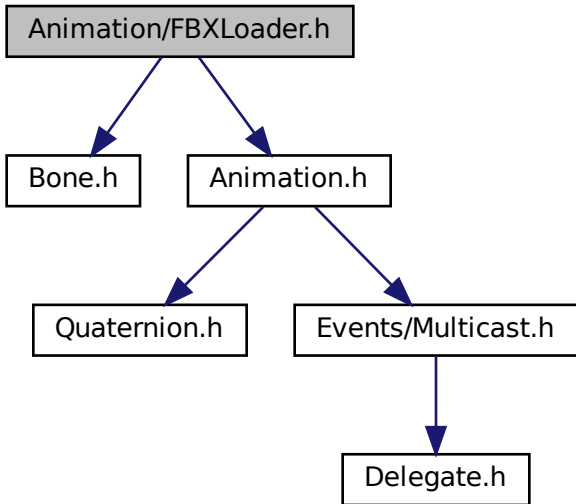 Animation/FBXLoader.h
Bone.h
Animation.h
Quaternion.h
Events/Multicast.h
Delegate.h